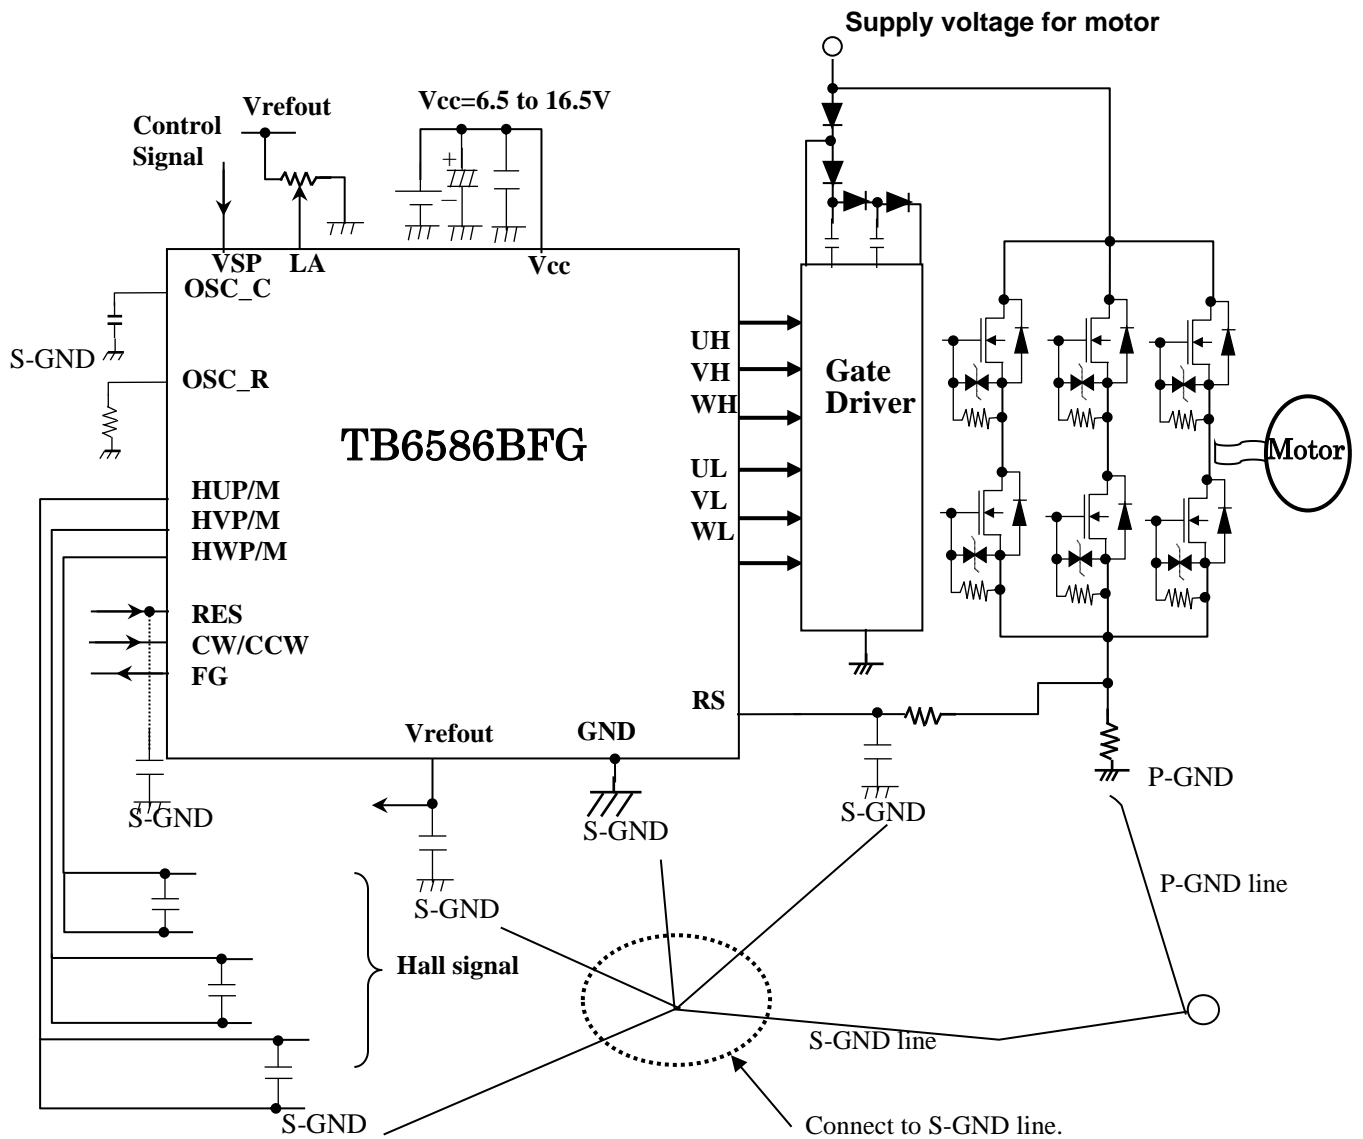 Supply voltage for motor
Vrefout
Vcc=6.5 to 16.5V
Control
Signal
+
−
VSP
LA
Vcc
OSC_C
S-GND
OSC_R
TB6586BFG
UH
VH
WH
UL
VL
WL
Gate
Driver
Motor
HUP/M
HVP/M
HWP/M
RES
CW/CCW
FG
RS
Vrefout
GND
P-GND
S-GND
S-GND
S-GND
S-GND
P-GND line
Hall signal
S-GND line
S-GND
Connect to S-GND line.